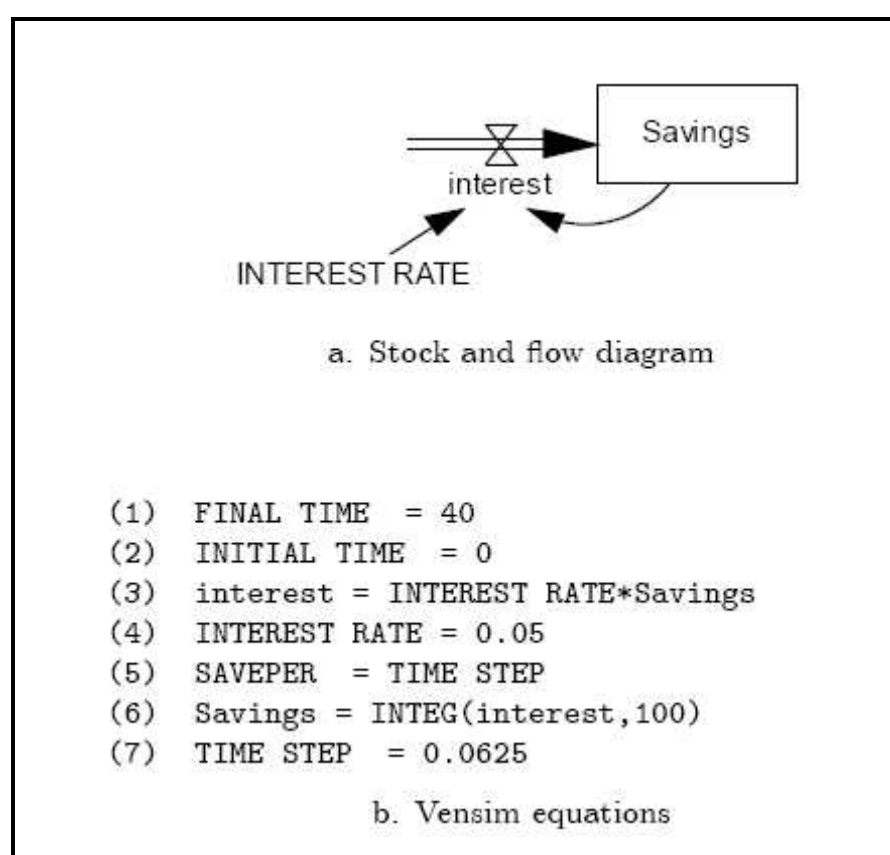 Savings
interest
INTEREST RATE
a. Stock and flow diagram
(1) FINAL TIME = 40
(2) INITIAL TIME = 0
(3) interest = INTEREST RATE*Savings
(4) INTEREST RATE = 0.05
(5) SAVEPER = TIME STEP
(6) Savings = INTEG(interest,100)
(7) TIME STEP = 0.0625
b. Vensim equations